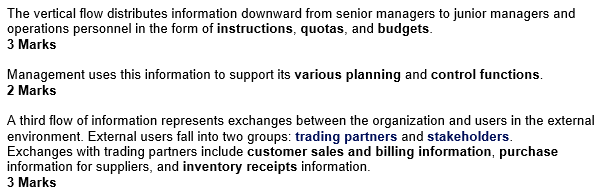 The vertical flow distributes information downward from senior managers to junior managers and
operations personnel in the form of instructions, quotas, and budgets.
3 Marks
Management uses this information to support its various planning and control functions.
2 Marks
A third flow of information represents exchanges between the organization and users in the external
environment. External users fall into two groups: trading partners and stakeholders.
Exchanges with trading partners include customer sales and billing information, purchase
information for suppliers, and inventory receipts information.
3 Marks